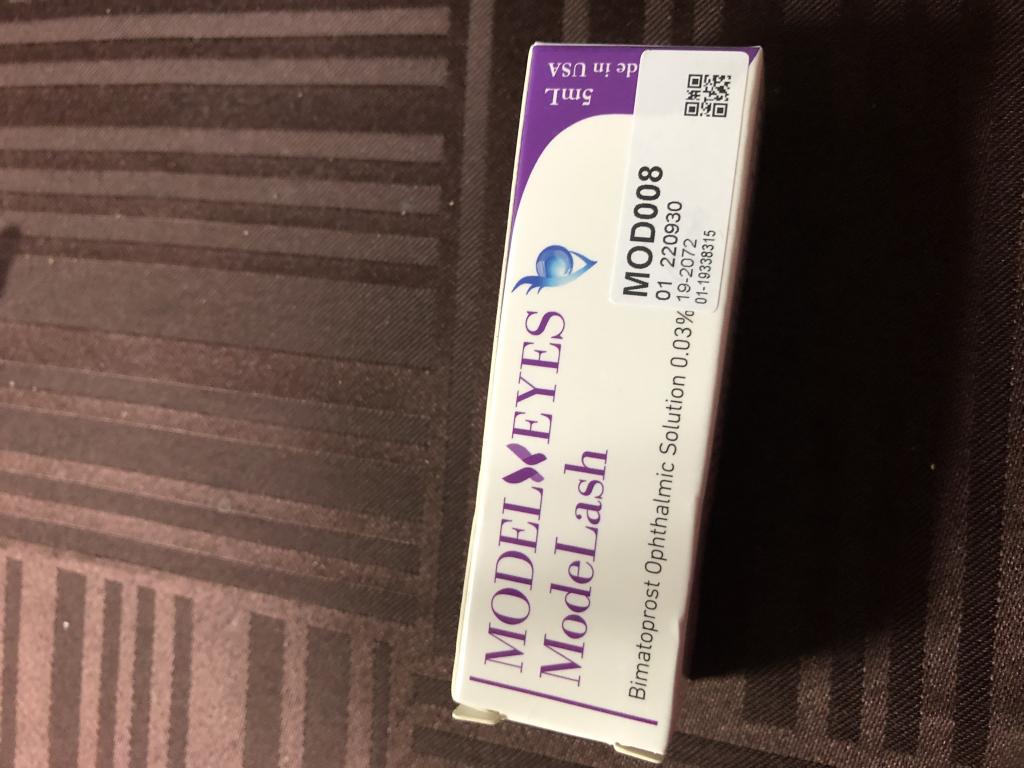 MODEL EYES
ModeLash
Bimatoprost Ophthalmic Solution 0.03%
MOD008
01 220930
19-2072
01-19338315
5mL
de in USA